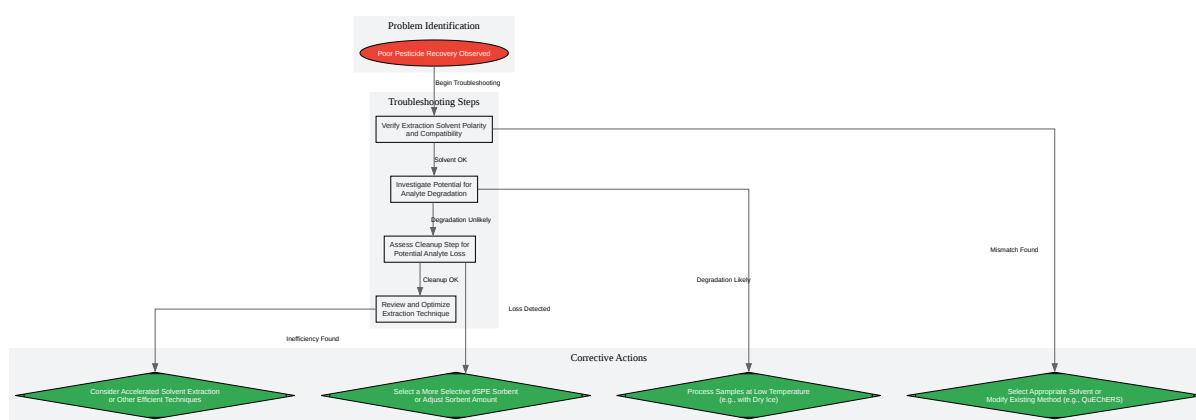 Problem Identification
Poor Pesticide Recovery Observed
Begin Troubleshooting
Troubleshooting Steps
Verify Extraction Solvent Polarity
and Compatibility
Solvent OK
Investigate Potential for
Analyte Degradation
Degradation Unlikely
Assess Cleanup Step for
Potential Analyte Loss
Mismatch Found
Cleanup OK
Degradation Likely
Review and Optimize
Extraction Technique
Loss Detected
Inefficiency Found
Corrective Actions
Consider Accelerated Solvent Extraction
or Other Efficient Techniques
Select a More Selective dSPE Sorbent
or Adjust Sorbent Amount
Process Samples at Low Temperature
(e.g., with Dry Ice)
Select Appropriate Solvent or
Modify Existing Method (e.g., QuEChERS)